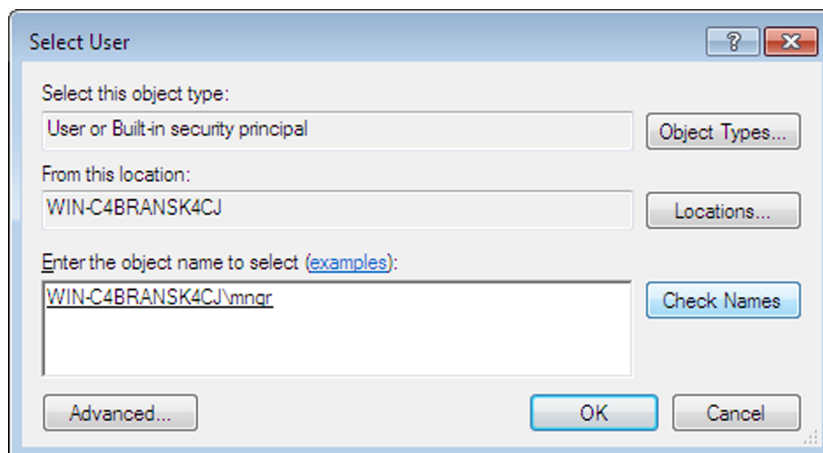 Select User
Select this object type:
User or Built-in security principal
Object Types...
From this location:
WIN-C4BRANSK4CJ
Locations...
Enter the object name to select (examples):
WIN-C4BRANSK4CJ\mngr
Check Names
Advanced...
OK
Cancel